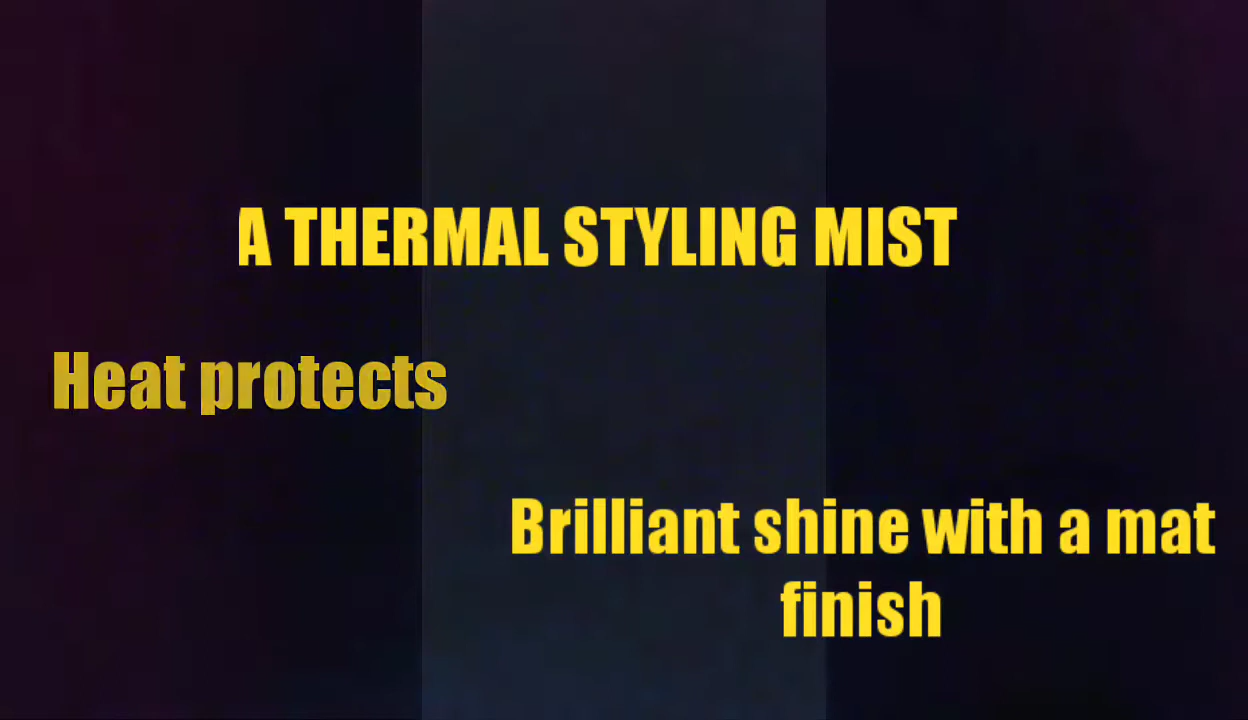 A THERMAL STYLING MIST
Heat protects
Brilliant shine with a mat
finish